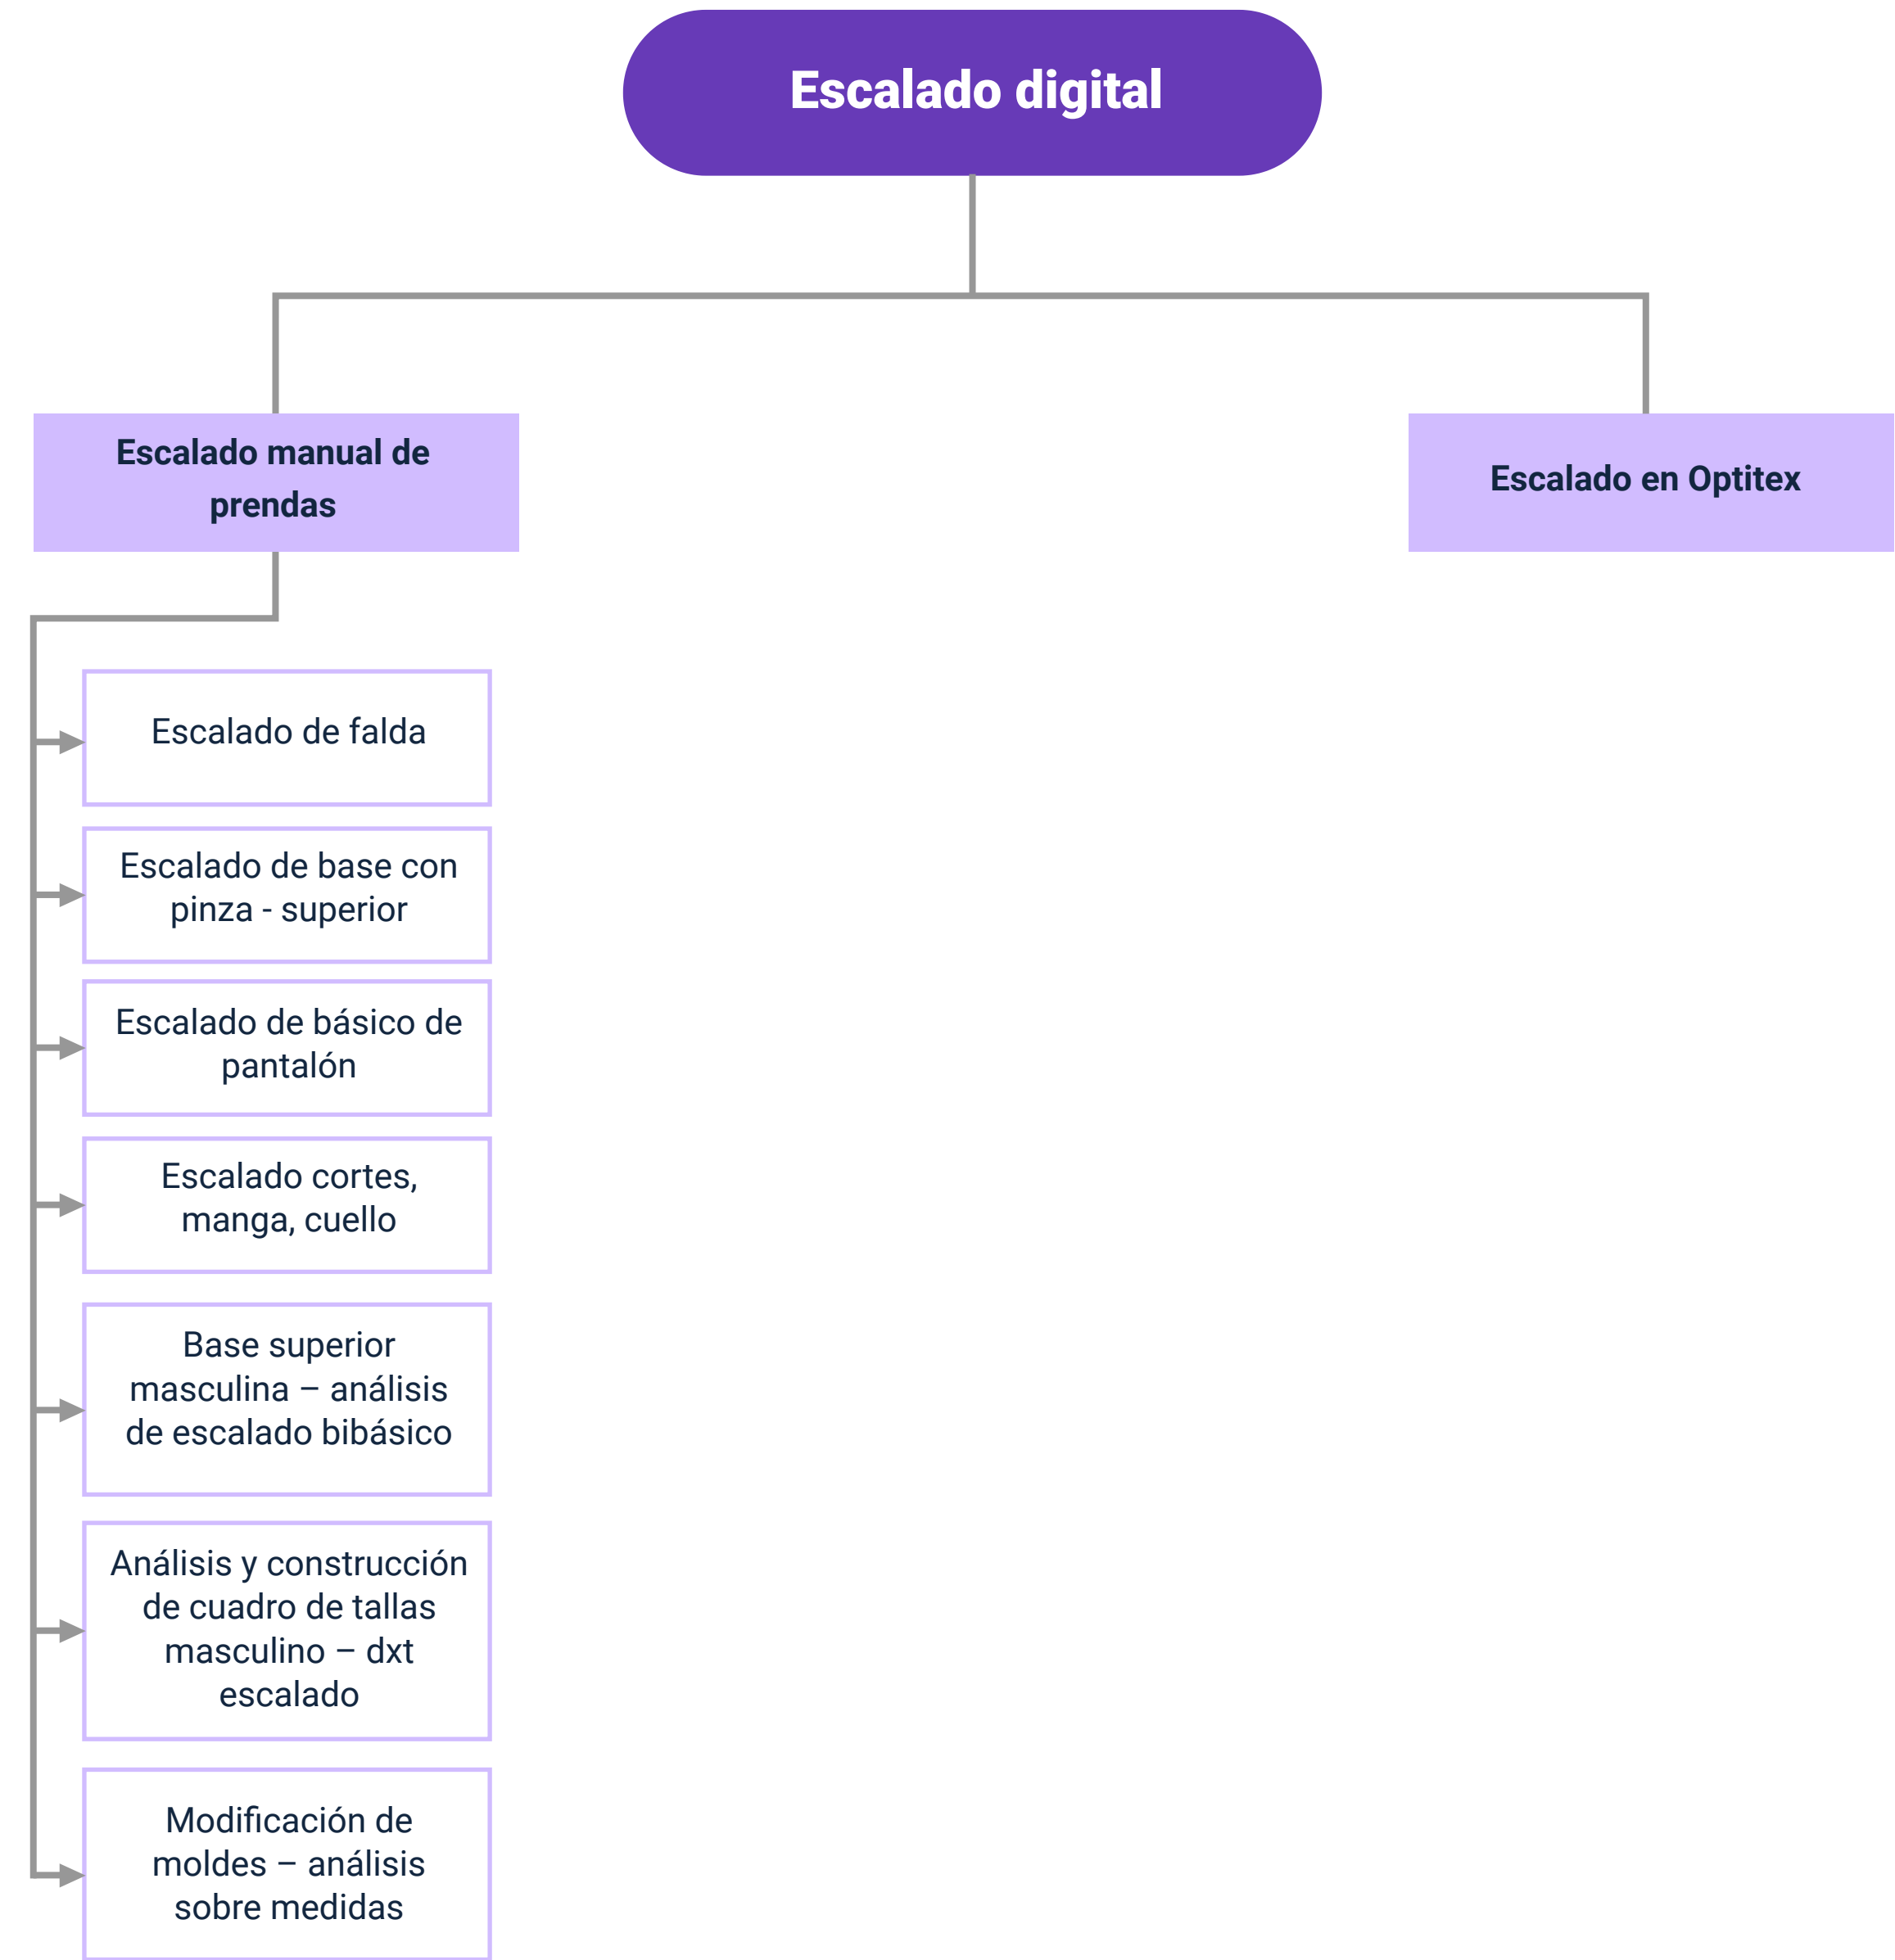 Escalado digital
Escalado manual de
prendas
Escalado en Optitex
Escalado de falda
Escalado de base con
pinza - superior
Escalado de básico de
pantalón
Escalado cortes,
manga, cuello
Base superior
masculina – análisis
de escalado bibásico
Análisis y construcción
de cuadro de tallas
masculino – dxt
escalado
Modificación de
moldes – análisis
sobre medidas